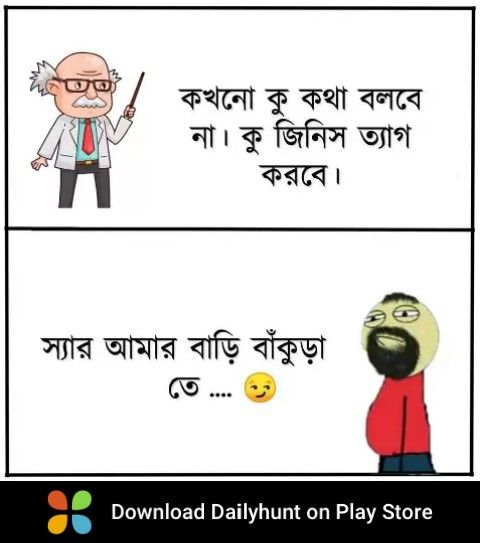 কখনো কু কথা বলবে
না। কু জিনিস ত্যাগ
করবে।
স্যার আমার বাড়ি বাঁকুড়া
তে .... 😏
Download Dailyhunt on Play Store